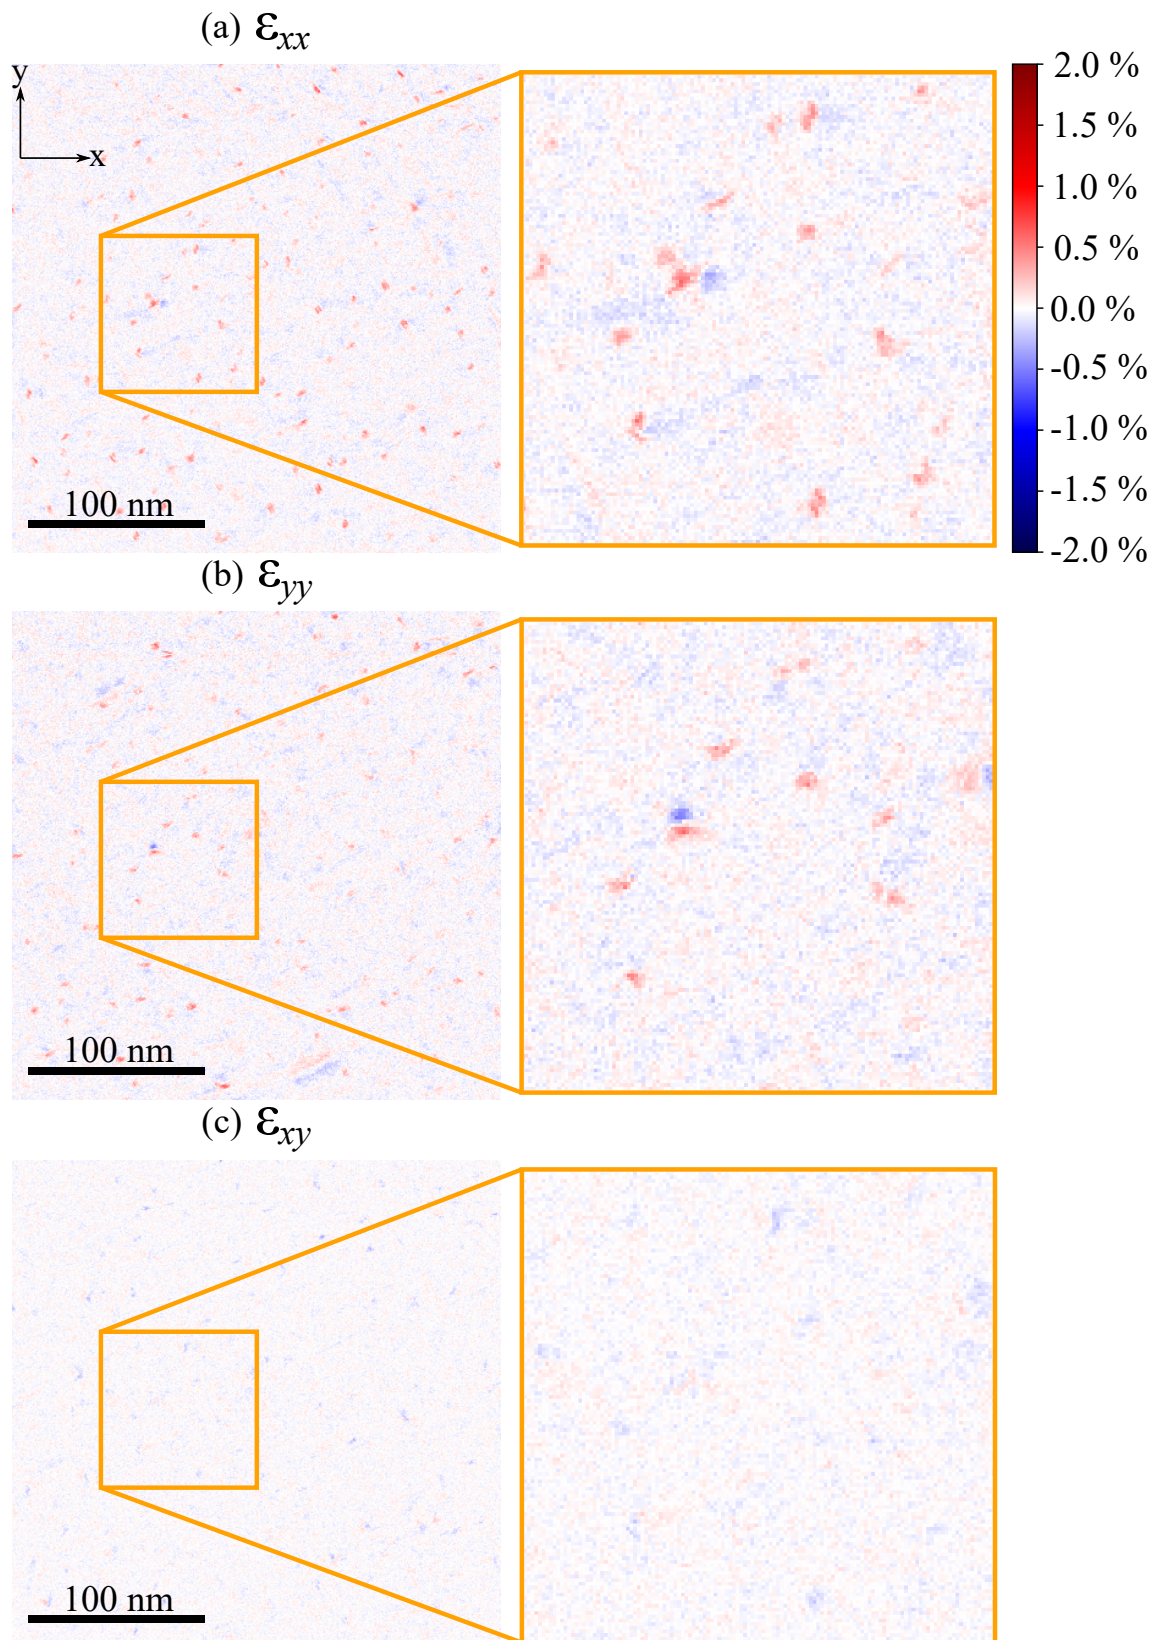 (a) εxx
y
x
100 nm
2.0 %
1.5 %
1.0 %
0.5 %
0.0 %
-0.5 %
-1.0 %
-1.5 %
-2.0 %
(b) εyy
100 nm
(c) εxy
100 nm